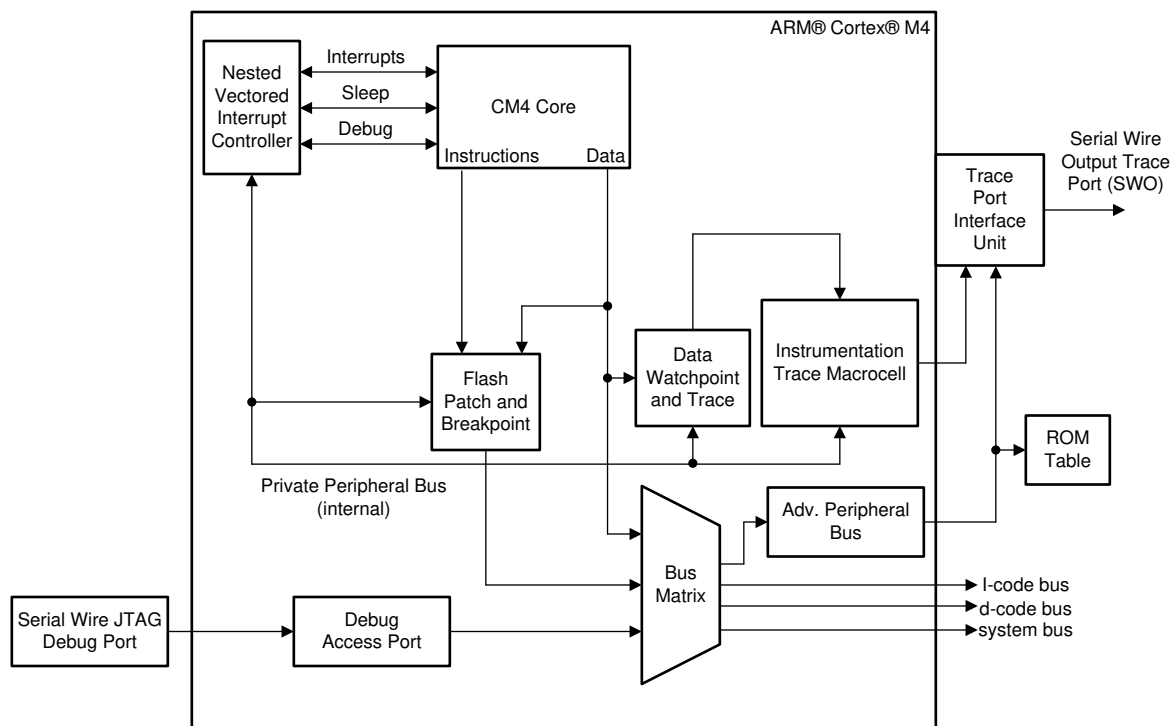 ARM® Cortex® M4
Nested
Vectored
Interrupt
Controller
Interrupts
Sleep
Debug
CM4 Core
Instructions
Data
Serial Wire
Output Trace
Port (SWO)
Trace
Port
Interface
Unit
Flash
Patch and
Breakpoint
Data
Watchpoint
and Trace
Instrumentation
Trace Macrocell
ROM
Table
Private Peripheral Bus
(internal)
Adv. Peripheral
Bus
Bus
Matrix
I-code bus
d-code bus
system bus
Serial Wire JTAG
Debug Port
Debug
Access Port